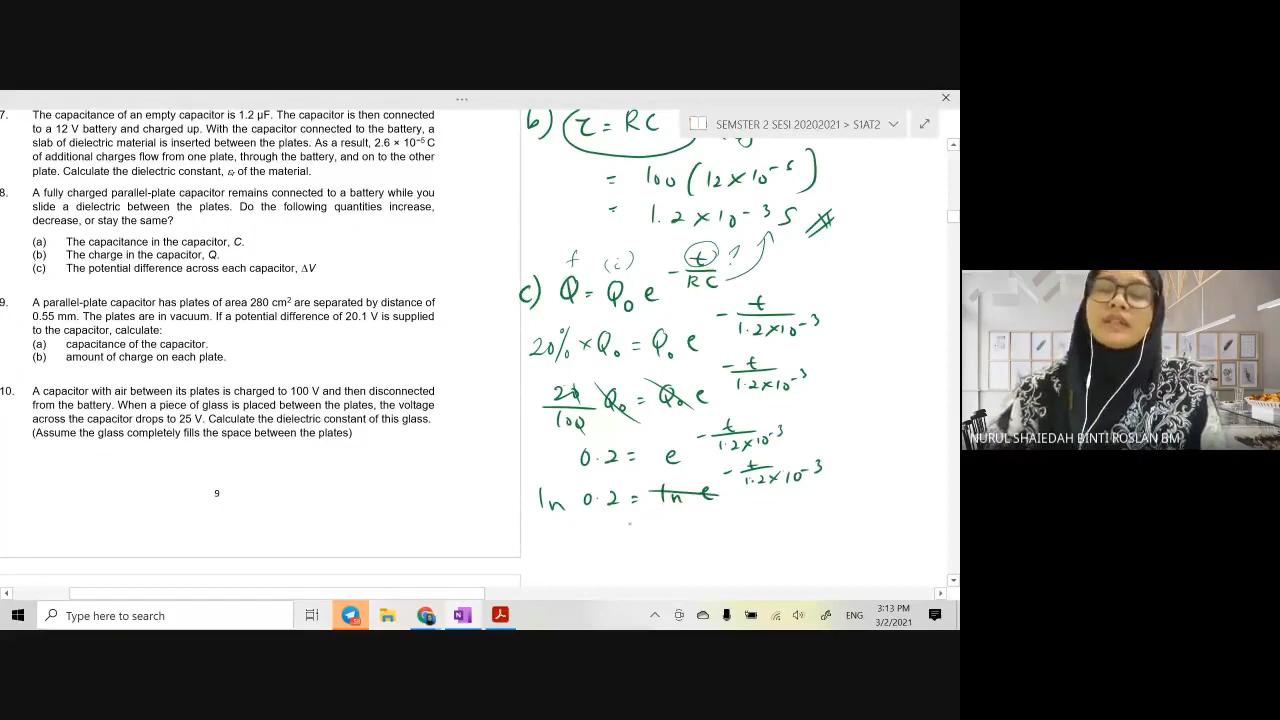 7. The capacitance of an empty capacitor is 1.2 μF. The capacitor is then connected
to a 12 V battery and charged up. With the capacitor connected to the battery, a
slab of dielectric material is inserted between the plates. As a result, 2.6 × 10⁻⁵ C
of additional charges flow from one plate, through the battery, and on to the other
plate. Calculate the dielectric constant, εr of the material.
8. A fully charged parallel-plate capacitor remains connected to a battery while you
slide a dielectric between the plates. Do the following quantities increase,
decrease, or stay the same?
(a) The capacitance in the capacitor, C.
(b) The charge in the capacitor, Q.
(c) The potential difference across each capacitor, ΔV
9. A parallel-plate capacitor has plates of area 280 cm² are separated by distance of
0.55 nm. The plates are in vacuum. If a potential difference of 20.1 V is supplied
to the capacitor, calculate:
(a) capacitance of the capacitor.
(b) amount of charge on each plate.
10. A capacitor with air between its plates is charged to 100 V and then disconnected
from the battery. When a piece of glass is placed between the plates, the voltage
across the capacitor drops to 25 V. Calculate the dielectric constant of this glass.
(Assume the glass completely fills the space between the plates)
9
SEMSTER 2 SESI 20202021 > S1AT2
b) τ = RC
= 100 (12 × 10⁻⁶)
= 1.2 × 10⁻³ s
f (i) ?
c) Q = Q₀ e^(-t/RC)
20% × Q₀ = Q₀ e^(-t/1.2×10⁻³)
20/100 Q₀ = Q₀ e^(-t/1.2×10⁻³)
0.2 = e^(-t/1.2×10⁻³)
ln 0.2 = ln e^(-t/1.2×10⁻³)
NURUL SHAIEDAH BINTI ROSLAN BM
Type here to search
58
ENG
3:13 PM
3/2/2021